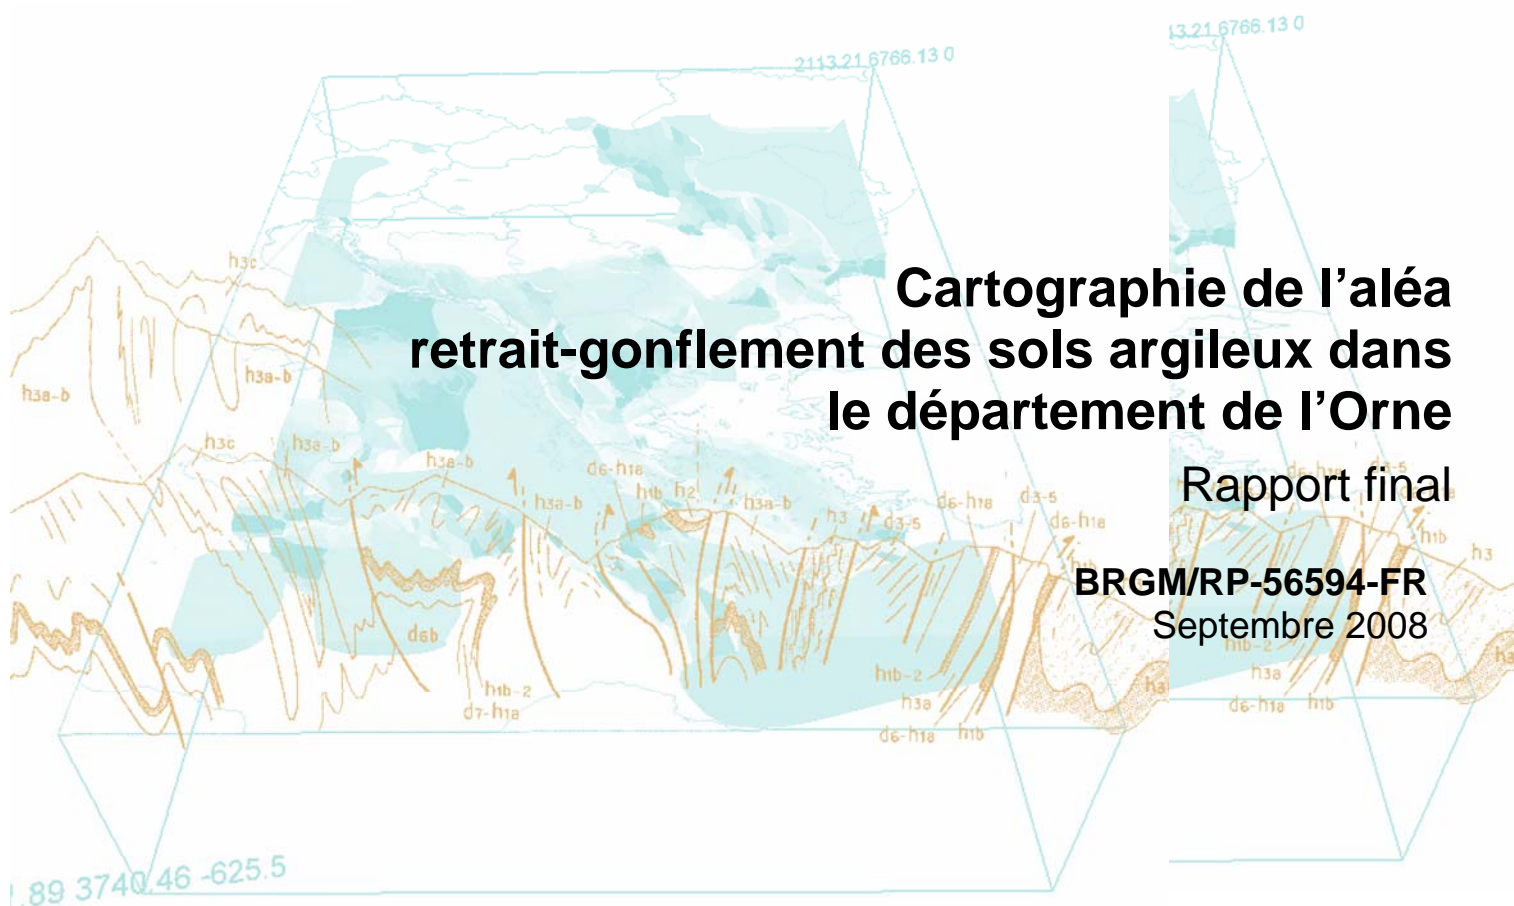 2113.21 6766.13 0
13.21 6766.13 0
h3c
h3a-b
h3a-b
Cartographie de l’aléa
retrait-gonflement des sols argileux dans
le département de l’Orne
Rapport final
BRGM/RP-56594-FR
Septembre 2008
h3c
h3a-b
h3a-b
d6-h1a
h1b
h2
h3a-b
h3a-b
h3
d3-5
d6-h1a
d3-5
d6-h1a
h1b
h3
d6b
h1b-2
d7-h1a
h1b-2
h3a
d6-h1a
h1b
h1b-2
h3a
d6-h1a
h1b
.89 3740.46 -625.5